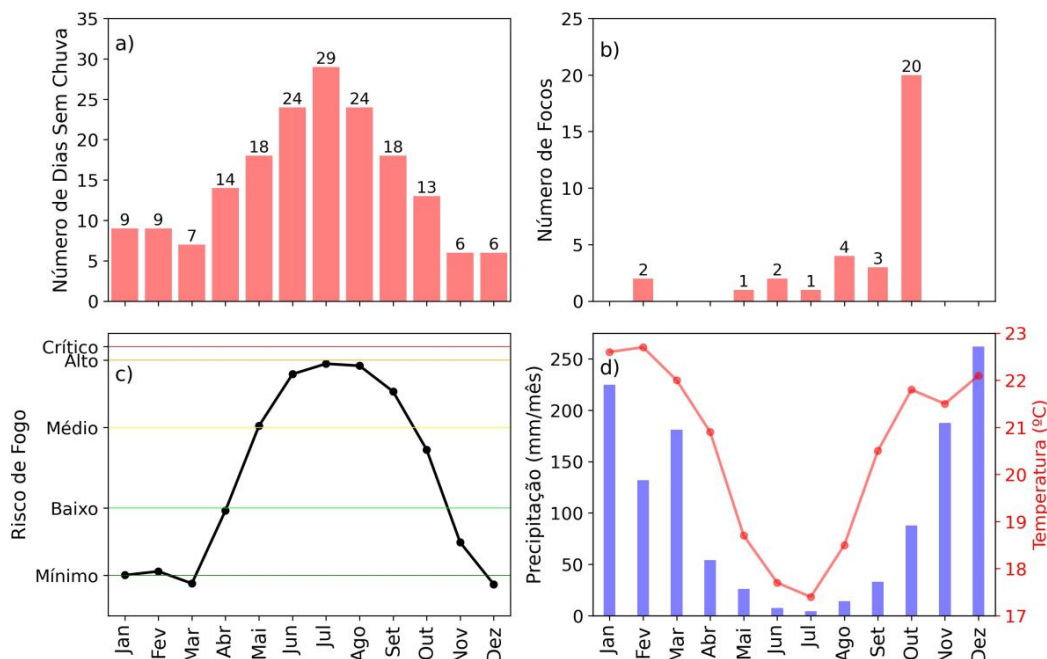 a)
Número de Dias Sem Chuva
35
30
25
20
15
10
5
0
9
9
7
14
18
24
29
24
18
13
6
6
b)
Número de Focos
25
20
15
10
5
0
2
1
2
1
4
3
20
c)
Risco de Fogo
Crítico
Alto
Médio
Baixo
Mínimo
Jan
Fev
Mar
Abr
Mai
Jun
Jul
Ago
Set
Out
Nov
Dez
d)
Precipitação (mm/mês)
250
200
150
100
50
0
Jan
Fev
Mar
Abr
Mai
Jun
Jul
Ago
Set
Out
Nov
Dez
23
22
21
20
19
18
17
Temperatura (ºC)